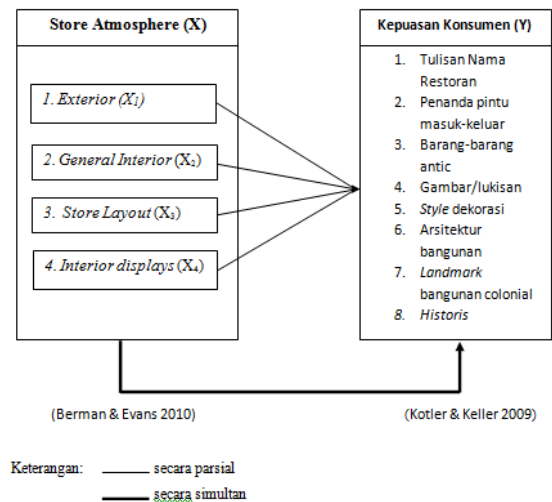 Store Atmosphere (X)
1. Exterior (X₁)
2. General Interior (X₂)
3. Store Layout (X₃)
4. Interior displays (X₄)
Kepuasan Konsumen (Y)
1. Tulisan Nama
Restoran
2. Penanda pintu
masuk-keluar
3. Barang-barang
antic
4. Gambar/lukisan
5. Style dekorasi
6. Arsitektur
bangunan
7. Landmark
bangunan colonial
8. Historis
(Berman & Evans 2010)
(Kotler & Keller 2009)
Keterangan: secara parsial
secara simultan